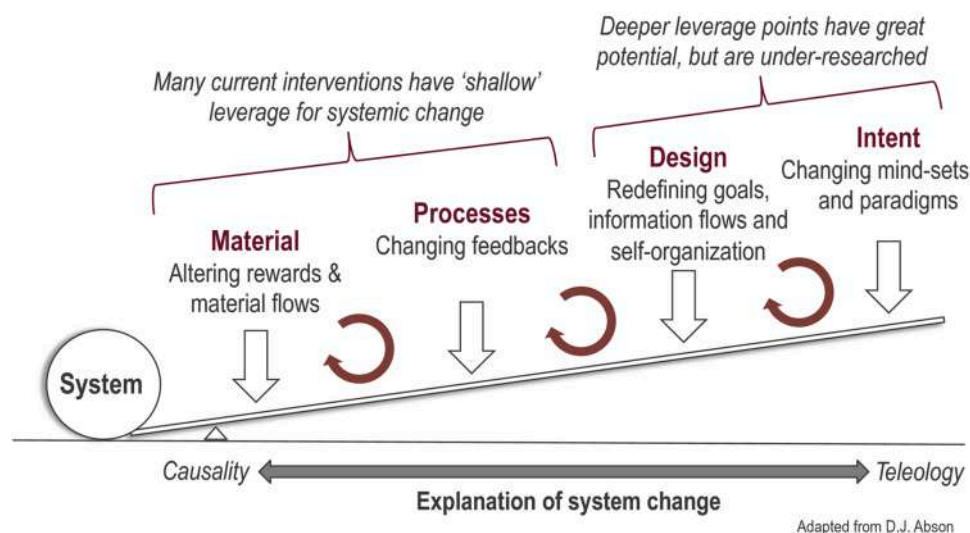 Deeper leverage points have great
potential, but are under-researched
Many current interventions have ‘shallow’
leverage for systemic change
Intent
Changing mind-sets
and paradigms
Design
Redefining goals,
information flows and
self-organization
Processes
Changing feedbacks
Material
Altering rewards &
material flows
System
Causality
Teleology
Explanation of system change
Adapted from D.J. Abson